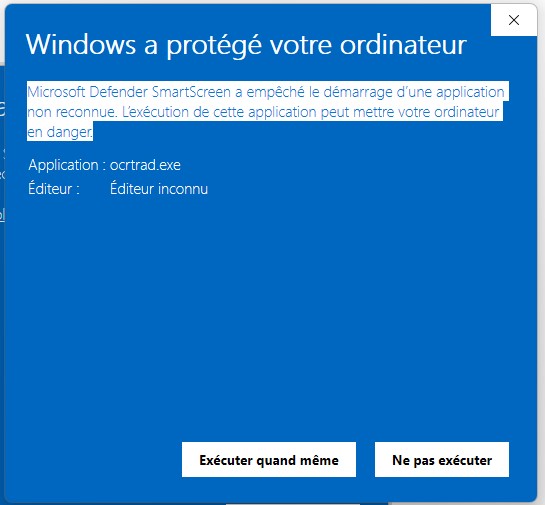 Windows a protégé votre ordinateur
Microsoft Defender SmartScreen a empêché le démarrage d'une application
non reconnue. L'exécution de cette application peut mettre votre ordinateur
en danger.
Application : ocrtrad.exe
Éditeur : Éditeur inconnu
Exécuter quand même
Ne pas exécuter